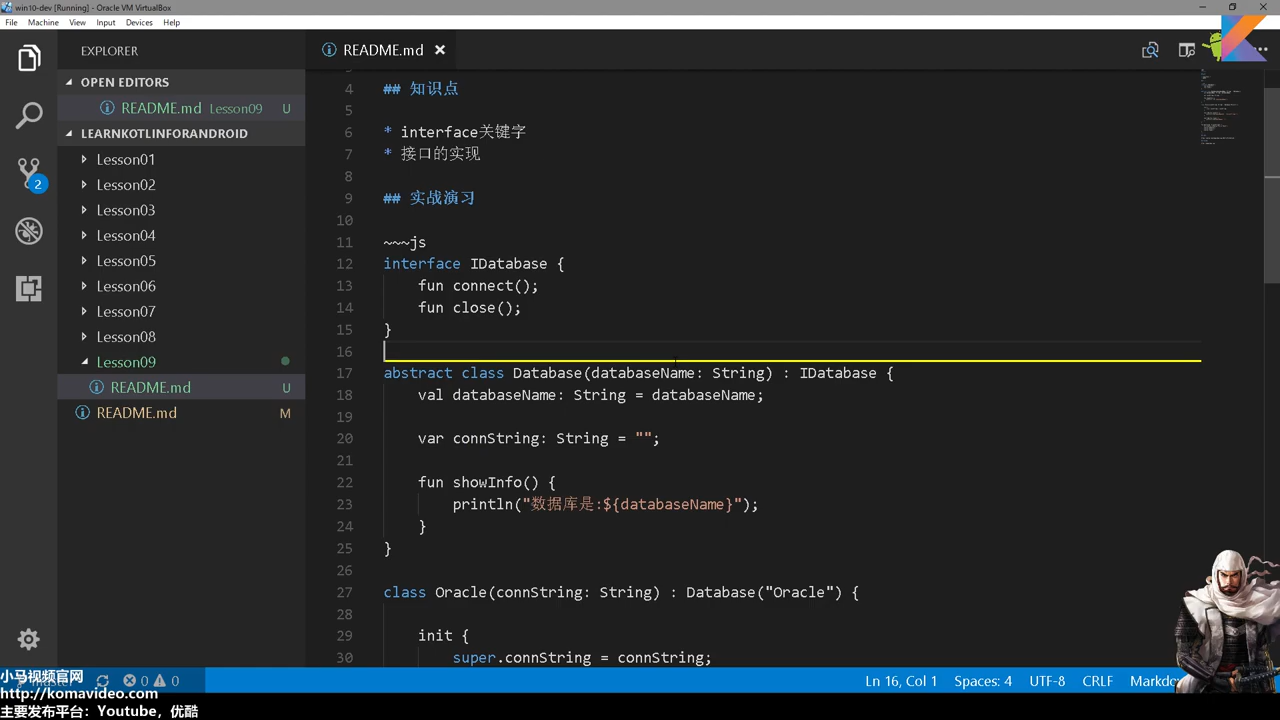 win10-dev [Running] - Oracle VM VirtualBox
File Machine View Input Devices Help
EXPLORER
README.md
OPEN EDITORS
README.md Lesson09 U
LEARNKOTLINFORANDROID
Lesson01
Lesson02
Lesson03
Lesson04
Lesson05
Lesson06
Lesson07
Lesson08
Lesson09
README.md U
README.md M
2
4 ## 知识点
5
6 * interface关键字
7 * 接口的实现
8
9 ## 实战演习
10
11 ~~~js
12 interface IDatabase {
13 fun connect();
14 fun close();
15 }
16
17 abstract class Database(databaseName: String) : IDatabase {
18 val databaseName: String = databaseName;
19
20 var connString: String = "";
21
22 fun showInfo() {
23 println("数据库是:${databaseName}");
24 }
25 }
26
27 class Oracle(connString: String) : Database("Oracle") {
28
29 init {
30 super.connString = connString;
0 0 Ln 16, Col 1 Spaces: 4 UTF-8 CRLF
小马视频官网
http://komavideo.com
主要发布平台：Youtube，优酷